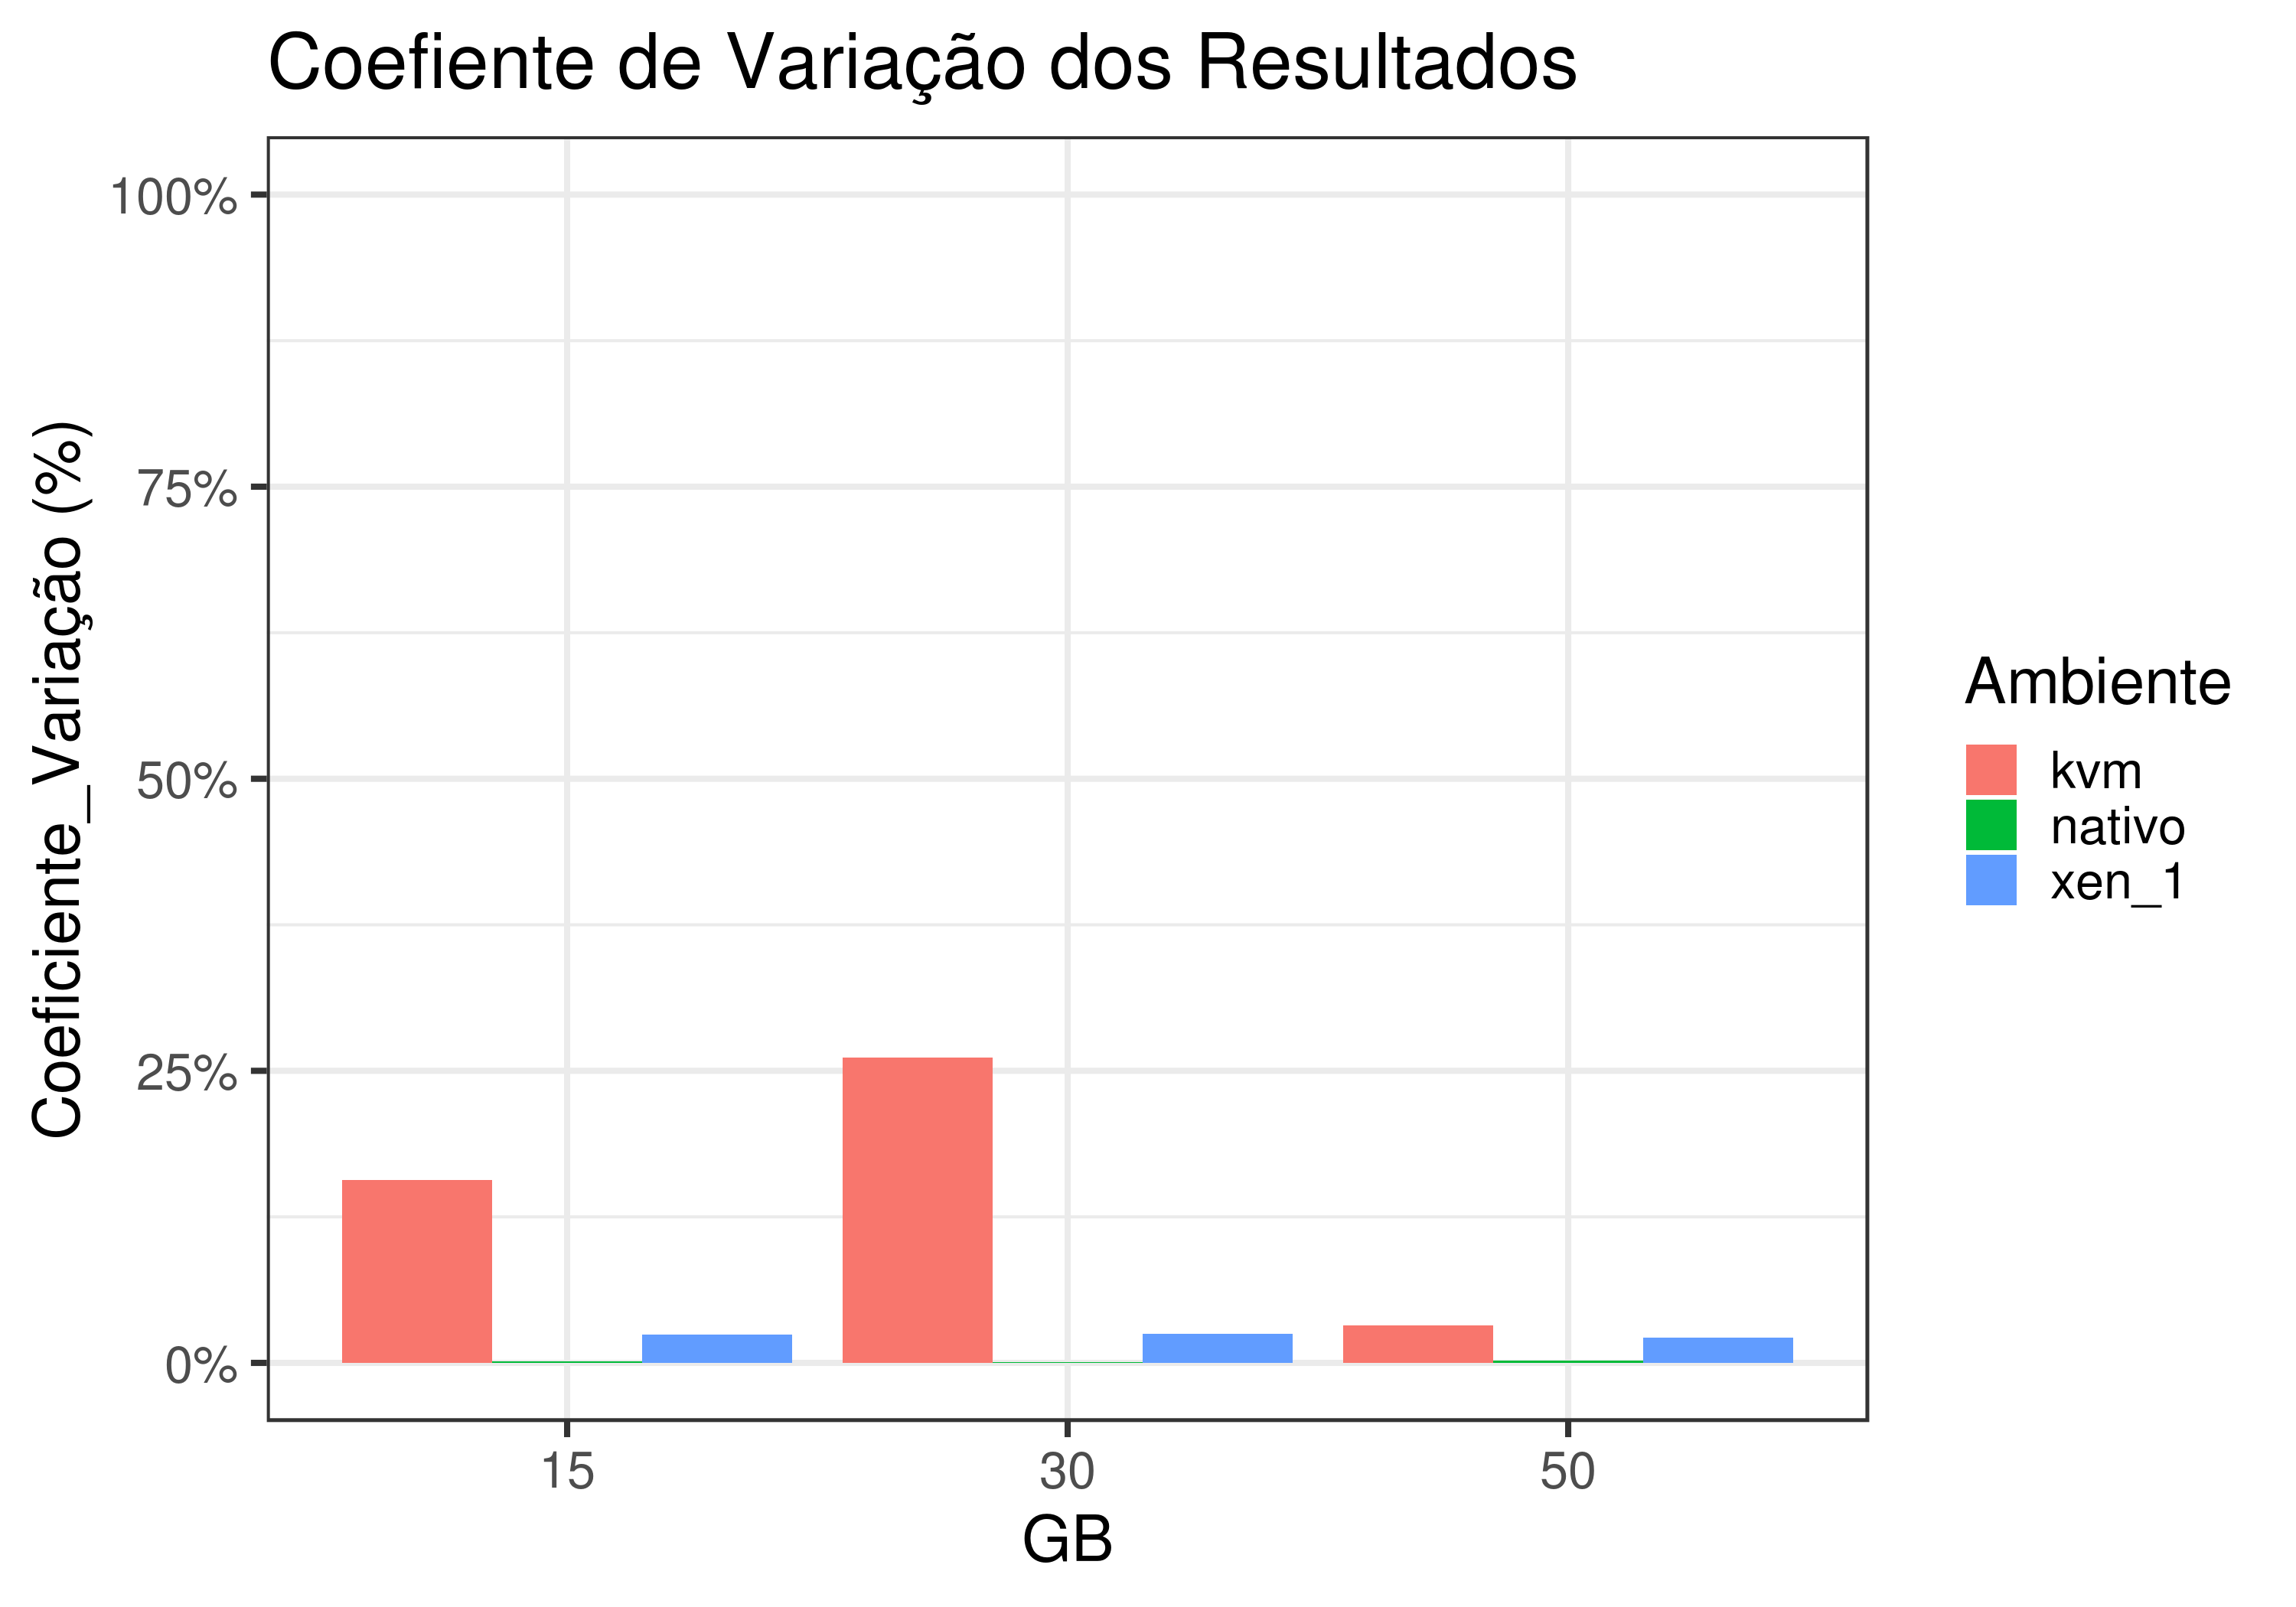 Coefiente de Variação dos Resultados
Coeficiente_Variação (%)
100%
75%
50%
25%
0%
15
30
50
GB
Ambiente
kvm
nativo
xen_1